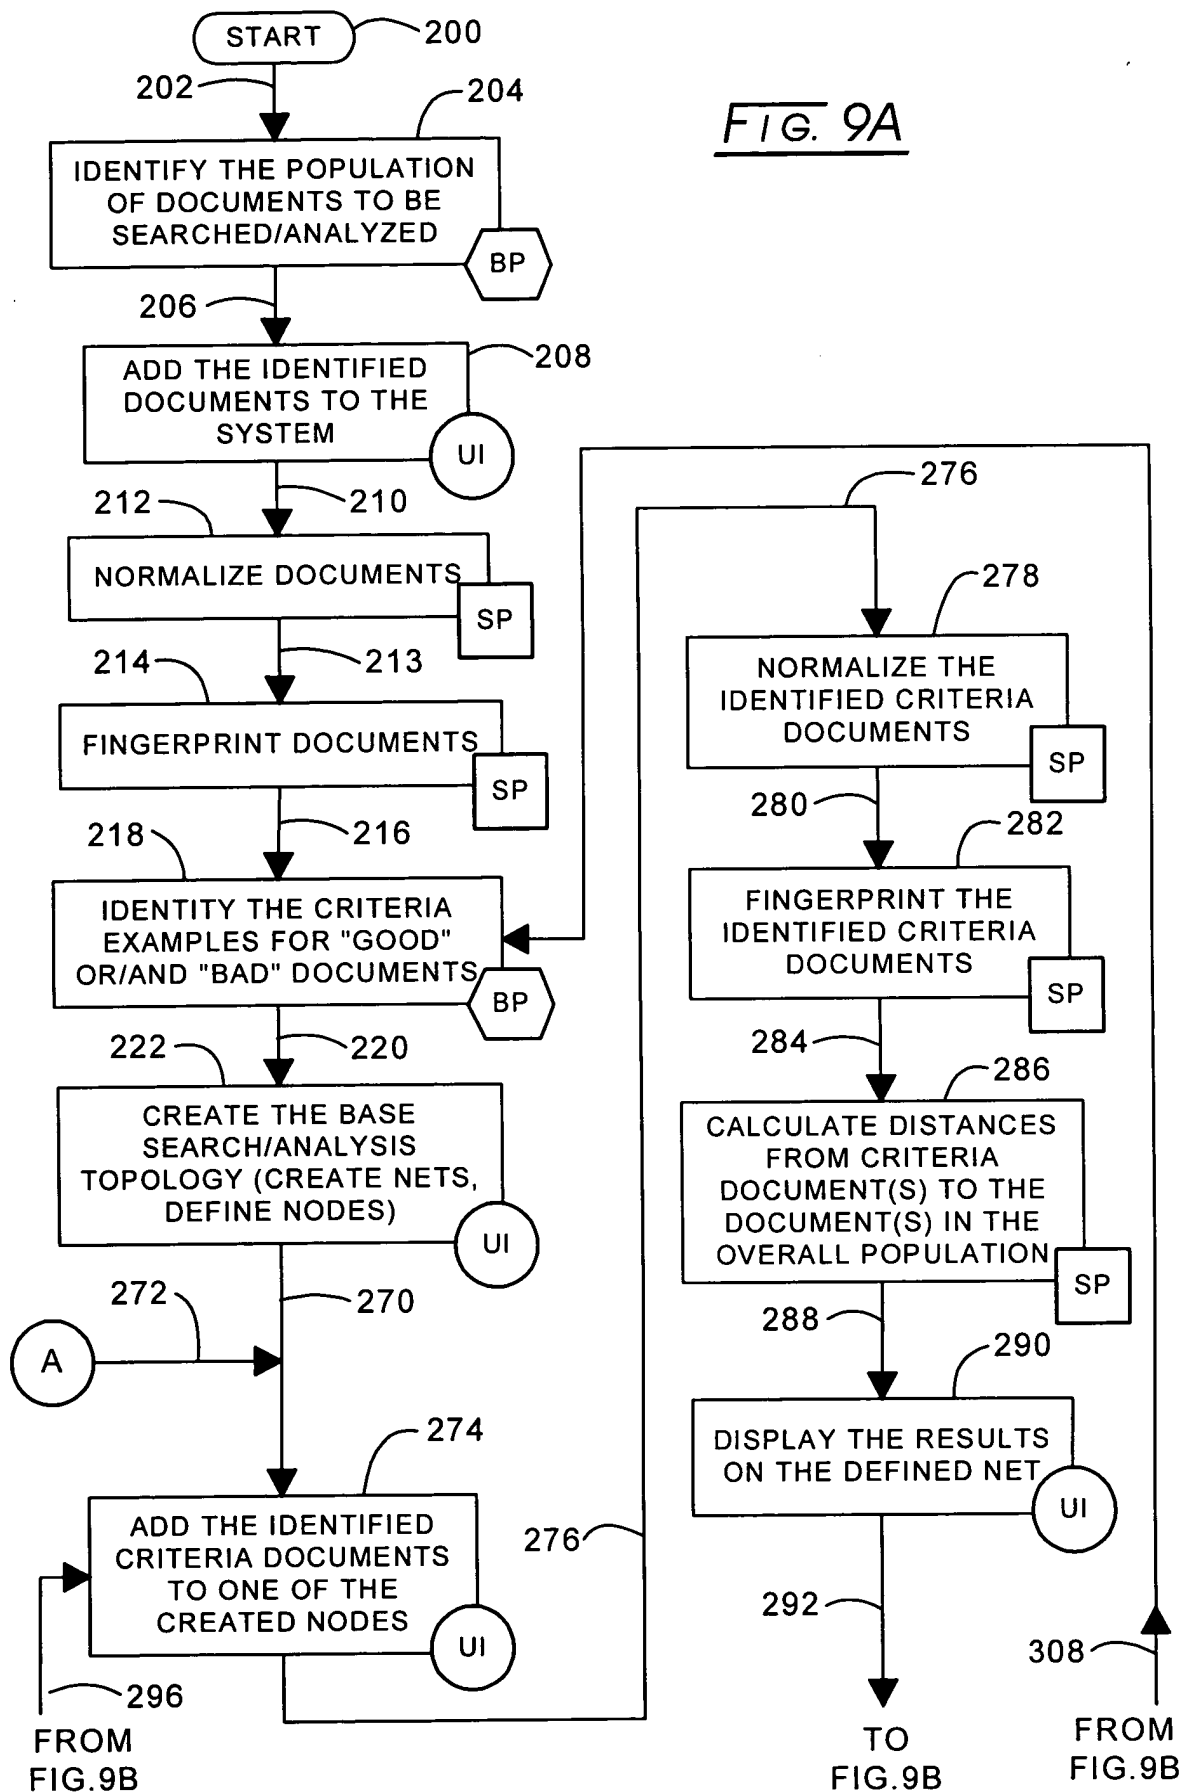 START
200
202
204
FIG. 9A
IDENTIFY THE POPULATION
OF DOCUMENTS TO BE
SEARCHED/ANALYZED
BP
206
208
ADD THE IDENTIFIED
DOCUMENTS TO THE
SYSTEM
UI
212
210
NORMALIZE DOCUMENTS
SP
214
213
FINGERPRINT DOCUMENTS
SP
218
216
IDENTITY THE CRITERIA
EXAMPLES FOR "GOOD"
OR/AND "BAD" DOCUMENTS
BP
222
220
CREATE THE BASE
SEARCH/ANALYSIS
TOPOLOGY (CREATE NETS,
DEFINE NODES)
UI
272
270
A
274
ADD THE IDENTIFIED
CRITERIA DOCUMENTS
TO ONE OF THE
CREATED NODES
UI
296
FROM
FIG.9B
276
276
278
NORMALIZE THE
IDENTIFIED CRITERIA
DOCUMENTS
SP
280
282
FINGERPRINT THE
IDENTIFIED CRITERIA
DOCUMENTS
SP
284
286
CALCULATE DISTANCES
FROM CRITERIA
DOCUMENT(S) TO THE
DOCUMENT(S) IN THE
OVERALL POPULATION
SP
288
290
DISPLAY THE RESULTS
ON THE DEFINED NET
UI
292
TO
FIG.9B
308
FROM
FIG.9B